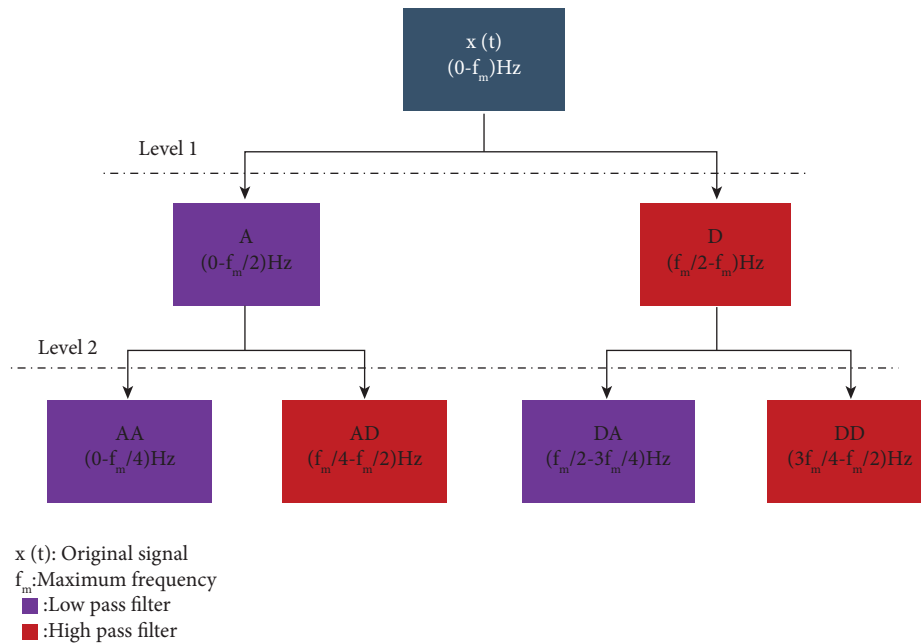 x (t)
(0-fm)Hz
Level 1
A
(0-fm/2)Hz
D
(fm/2-fm)Hz
Level 2
AA
(0-fm/4)Hz
AD
(fm/4-fm/2)Hz
DA
(fm/2-3fm/4)Hz
DD
(3fm/4-fm/2)Hz
x (t): Original signal
fm:Maximum frequency
:Low pass filter
:High pass filter